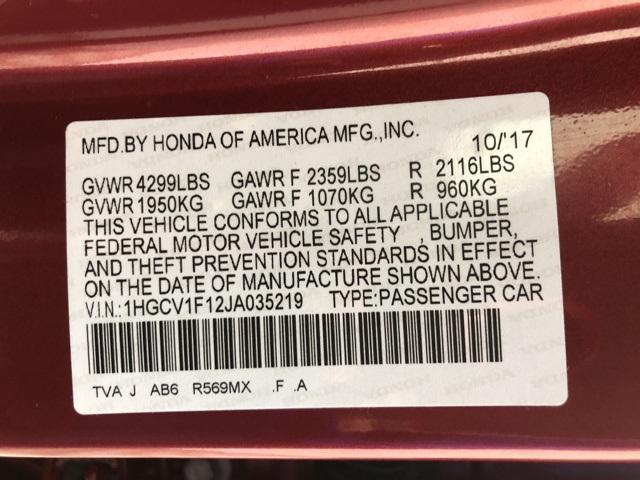 MFD.BY HONDA OF AMERICA MFG.,INC. 10/'17
GVWR 4299LBS GAWR F 2359LBS R 2116LBS
GVWR 1950KG GAWR F 1070KG R 960KG
THIS VEHICLE CONFORMS TO ALL APPLICABLE
FEDERAL MOTOR VEHICLE SAFETY , BUMPER,
AND THEFT PREVENTION STANDARDS IN EFFECT
ON THE DATE OF MANUFACTURE SHOWN ABOVE.
V.I.N.:1HGCV1F12JA035219 TYPE:PASSENGER CAR
TVA J AB6 R569MX .F .A